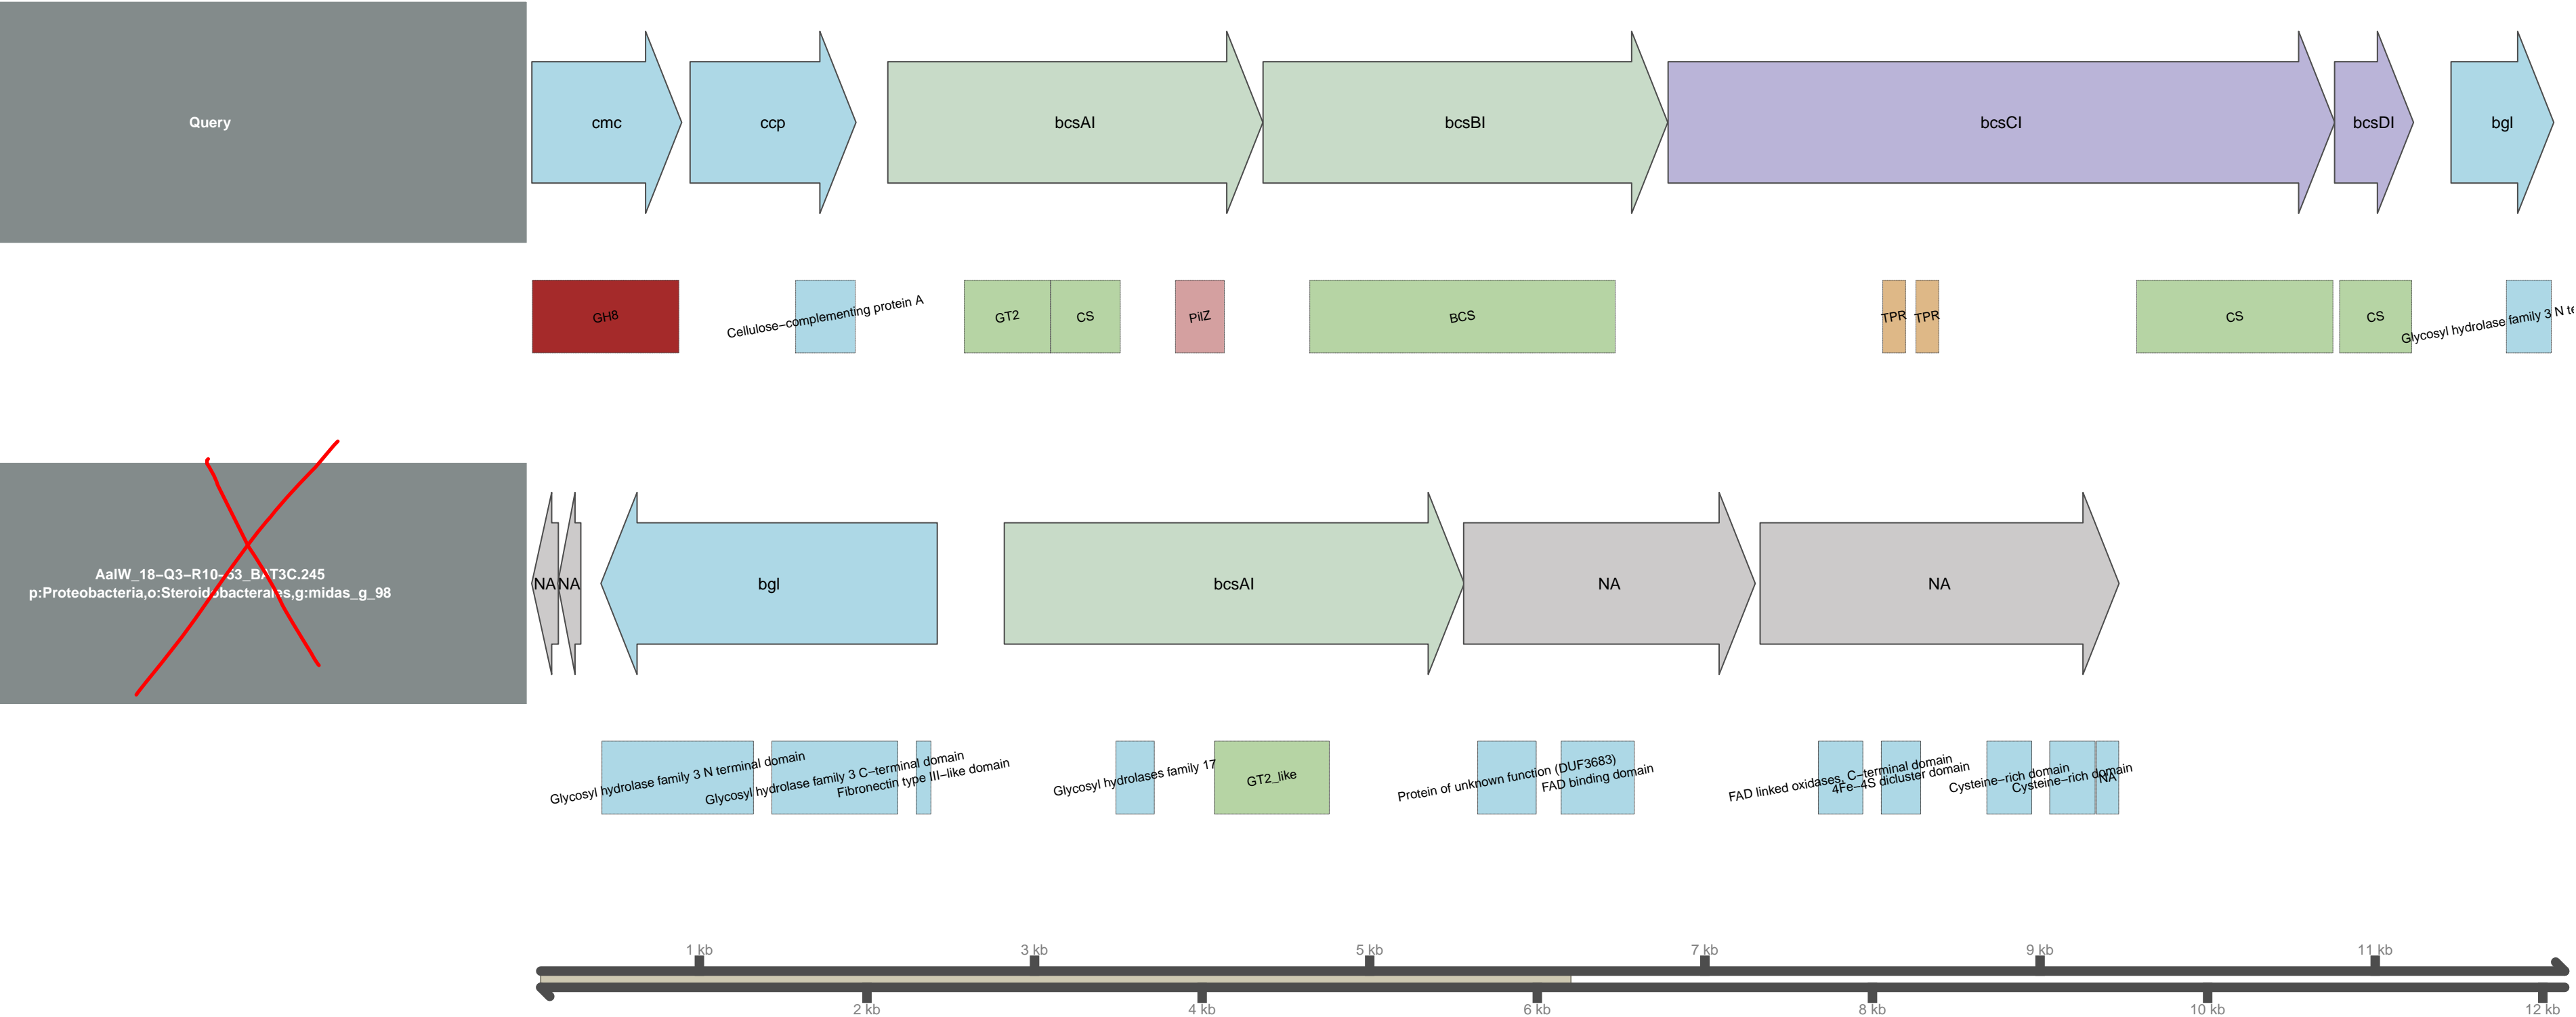 Query
cmc
ccp
bcsAI
bcsBI
bcsCI
bcsDI
bgl
GH8
Cellulose−complementing protein A
GT2
CS
PilZ
BCS
TPR
TPR
CS
CS
Glycosyl hydrolase family 3 N te
AalW_18−Q3−R10−53_BAT3C.245
p:Proteobacteria,o:Steroidobacterales,g:midas_g_98
NA
NA
bgl
bcsAI
NA
NA
Glycosyl hydrolase family 3 N terminal domain
Glycosyl hydrolase family 3 C−terminal domain
Fibronectin type III−like domain
Glycosyl hydrolases family 17
GT2_like
Protein of unknown function (DUF3683)
FAD binding domain
FAD linked oxidases, C−terminal domain
4Fe−4S dicluster domain
Cysteine−rich domain
Cysteine−rich domain
NA
1 kb
3 kb
5 kb
7 kb
9 kb
11 kb
2 kb
4 kb
6 kb
8 kb
10 kb
12 kb